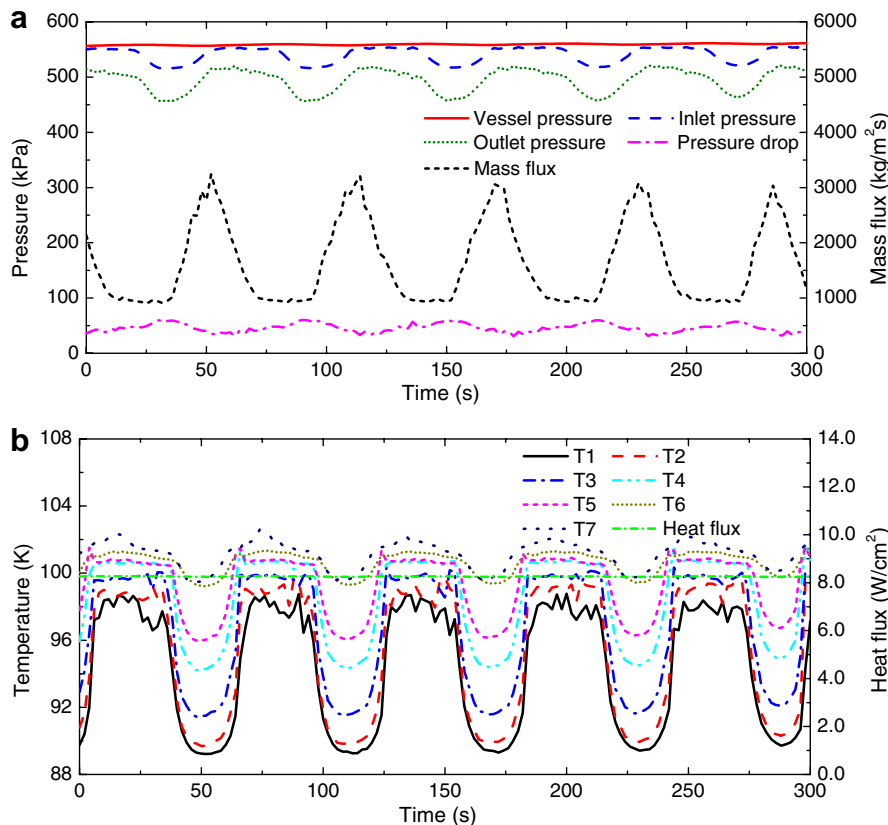 a
600
500
400
300
200
100
0
Pressure (kPa)
6000
5000
4000
3000
2000
1000
0
Mass flux (kg/m²s)
Vessel pressure Inlet pressure
Outlet pressure Pressure drop
Mass flux
0 50 100 150 200 250 300
Time (s)
b
108
104
100
96
92
88
Temperature (K)
14.0
12.0
10.0
8.0
6.0
4.0
2.0
0.0
Heat flux (W/cm²)
T1 T2
T3 T4
T5 T6
T7 Heat flux
0 50 100 150 200 250 300
Time (s)